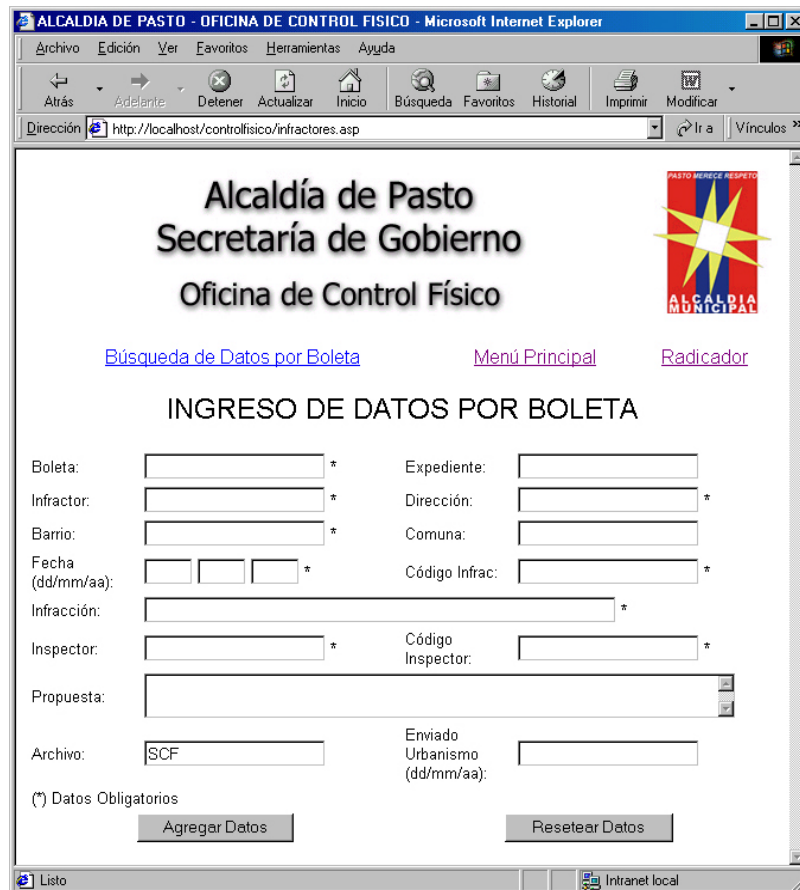 ALCALDIA DE PASTO - OFICINA DE CONTROL FISICO - Microsoft Internet Explorer
Archivo Edición Ver Favoritos Herramientas Ayuda
Atrás Adelante Detener Actualizar Inicio Búsqueda Favoritos Historial Imprimir Modificar
Dirección http://localhost/controlfisico/infractores.asp Ir a Vínculos »
PASTO MERECE RESPETO
Alcaldía de Pasto
Secretaría de Gobierno
Oficina de Control Físico
ALCALDIA
MUNICIPAL
Búsqueda de Datos por Boleta Menú Principal Radicador
INGRESO DE DATOS POR BOLETA
Boleta: * Expediente:
Infractor: * Dirección: *
Barrio: * Comuna:
Fecha
(dd/mm/aa): * Código Infrac: *
Infracción: *
Inspector: * Código
Inspector: *
Propuesta:
Archivo: SCF Enviado
Urbanismo
(dd/mm/aa):
(*) Datos Obligatorios
Agregar Datos Resetear Datos
Listo Intranet local